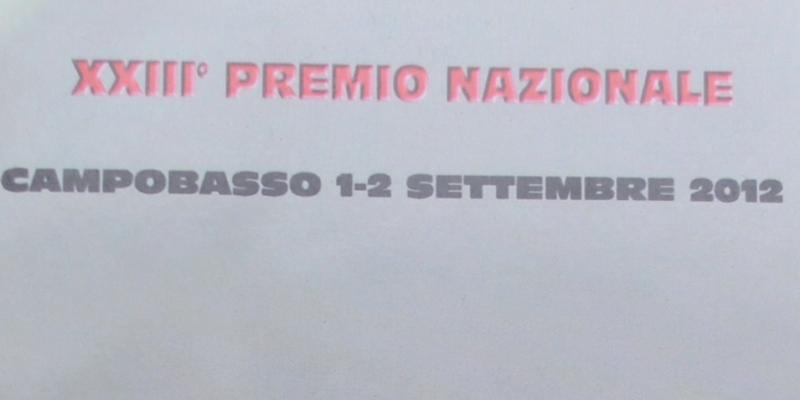 XXIII° PREMIO NAZIONALE
CAMPOBASSO 1-2 SETTEMBRE 2012